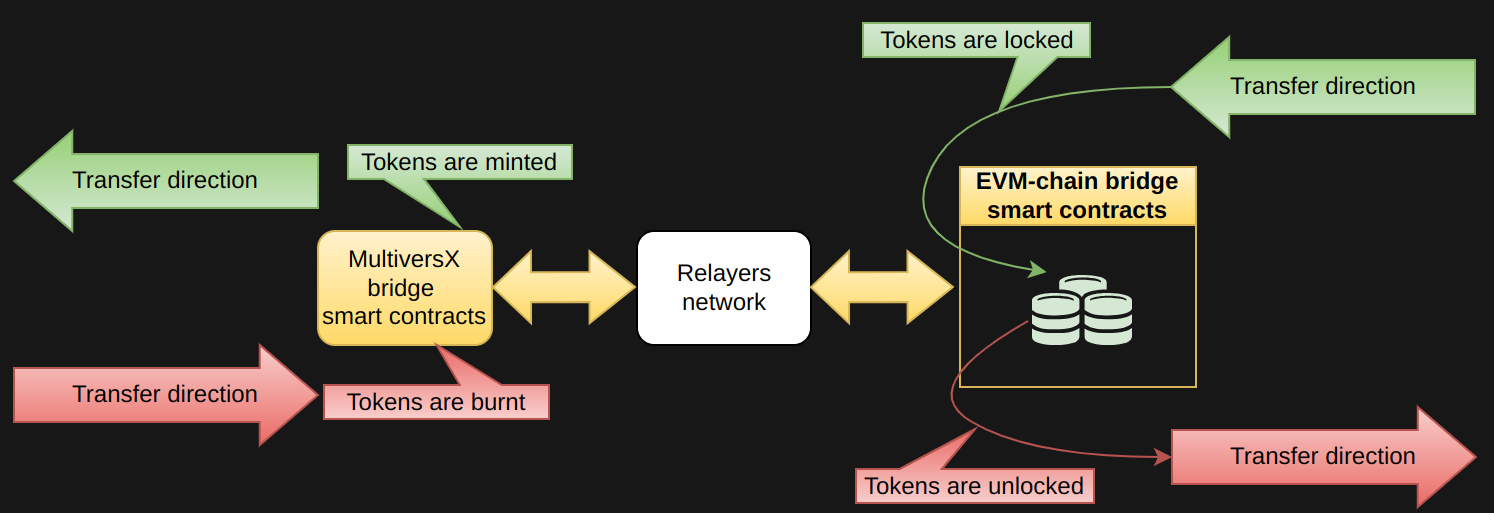 Tokens are locked
Transfer direction
Transfer direction
Tokens are minted
EVM-chain bridge
smart contracts
MultiversX
bridge
smart contracts
Relayers
network
Transfer direction
Tokens are burnt
Transfer direction
Tokens are unlocked